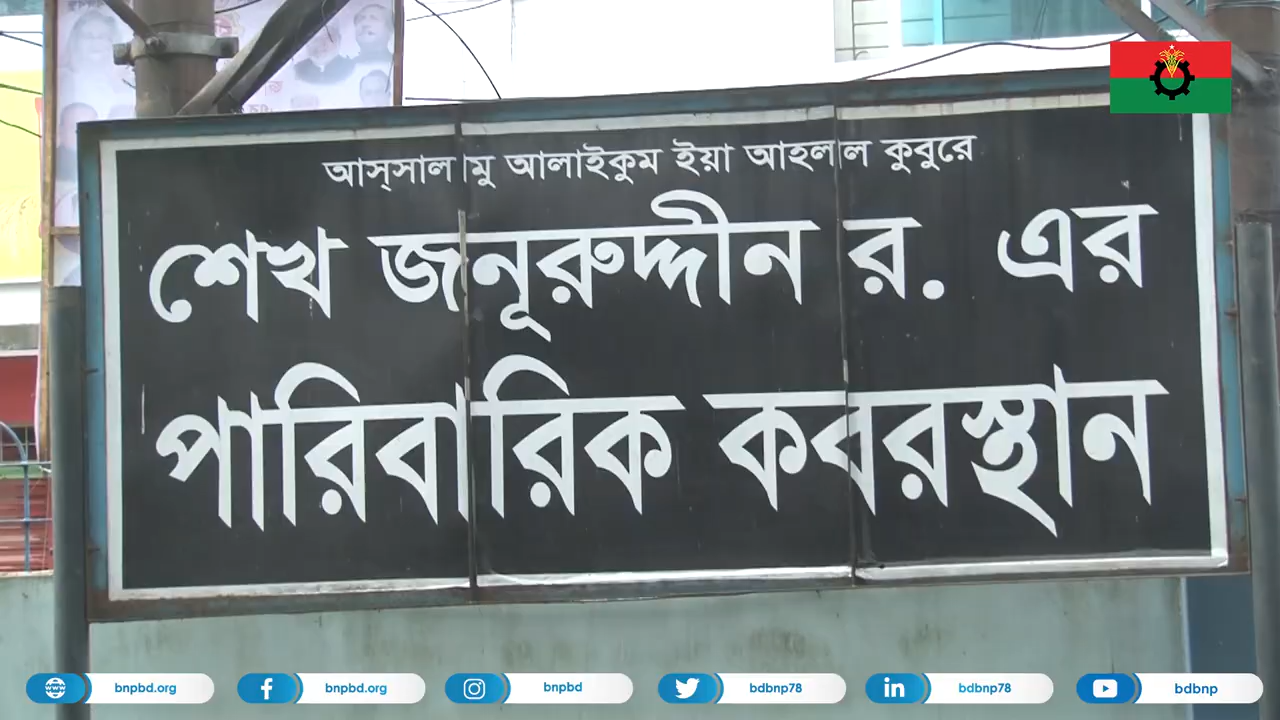 আস্সালামু আলাইকুম ইয়া আহলাল কুবুরে
শেখ জনূরুদ্দীন র. এর
পারিবারিক কবরস্থান
bnpbd.org
bnpbd.org
bnpbd
bdbnp78
bdbnp78
bdbnp